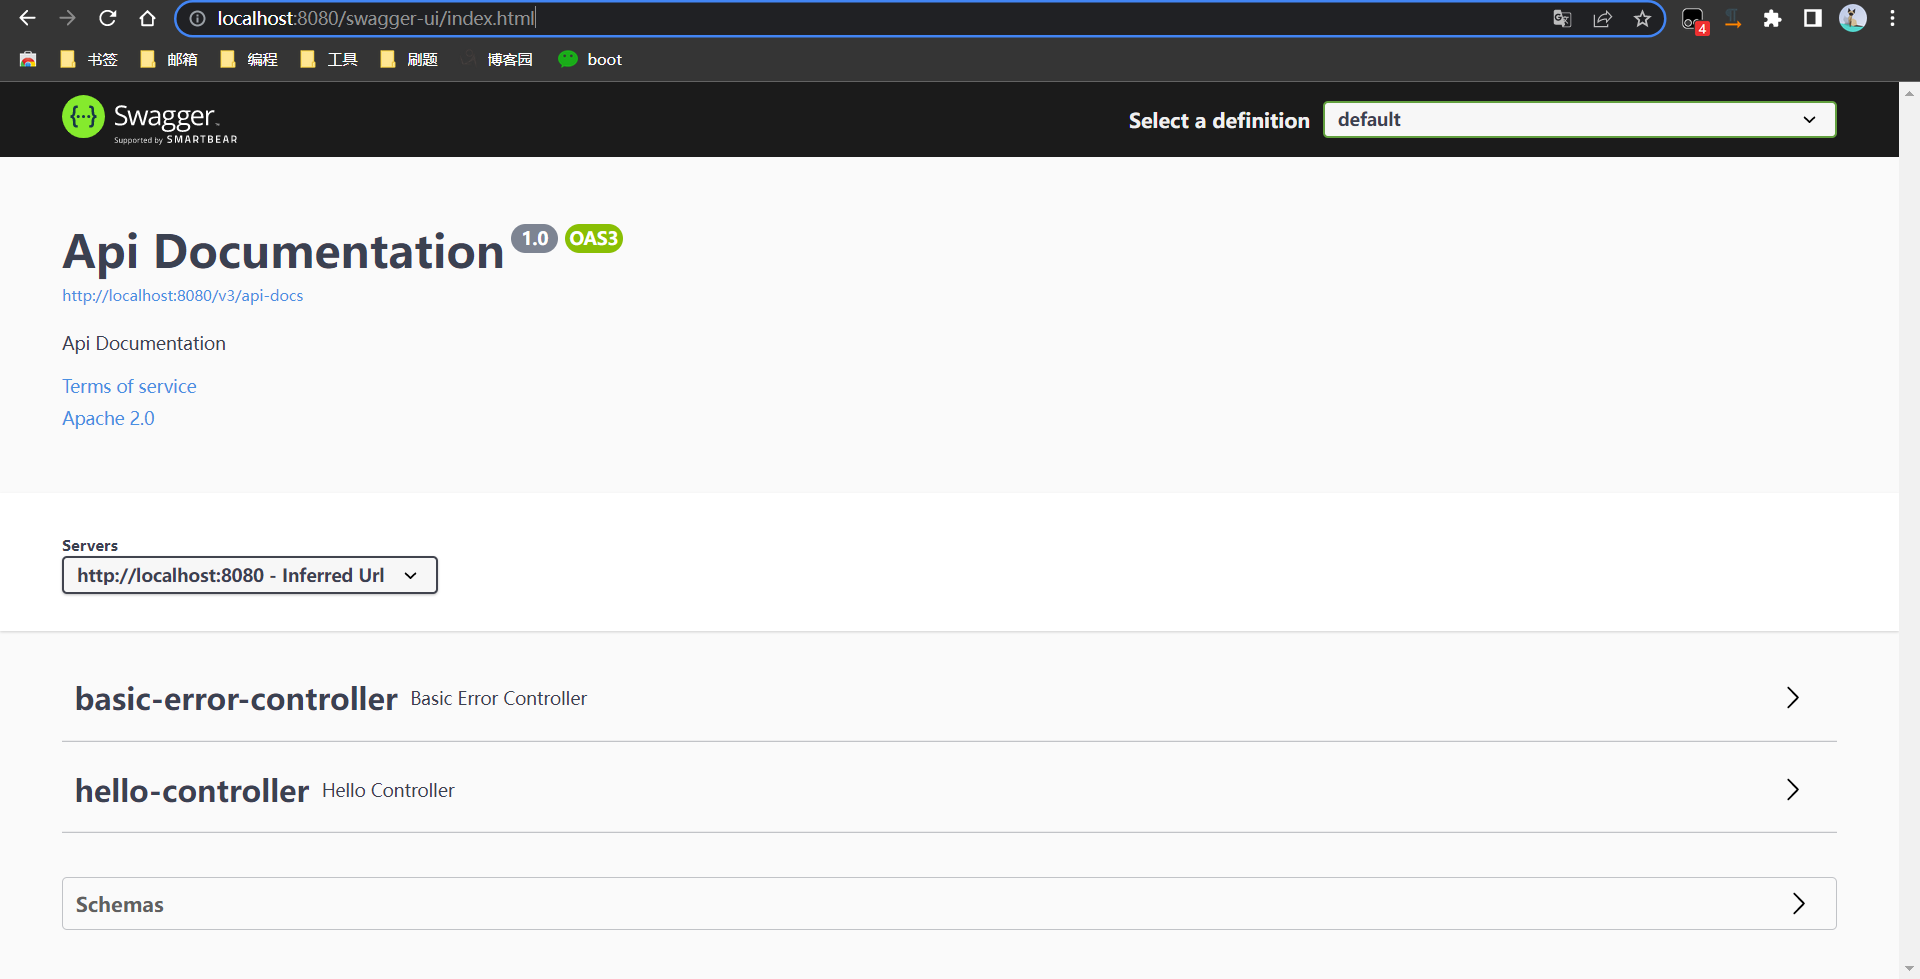 localhost:8080/swagger-ui/index.html
4
书签 邮箱 编程 工具 刷题 博客园 boot
{···} Swagger
Supported by SMARTBEAR
Select a definition default
Api Documentation 1.0 OAS3
http://localhost:8080/v3/api-docs
Api Documentation
Terms of service
Apache 2.0
Servers
http://localhost:8080 - Inferred Url
basic-error-controller Basic Error Controller
hello-controller Hello Controller
Schemas